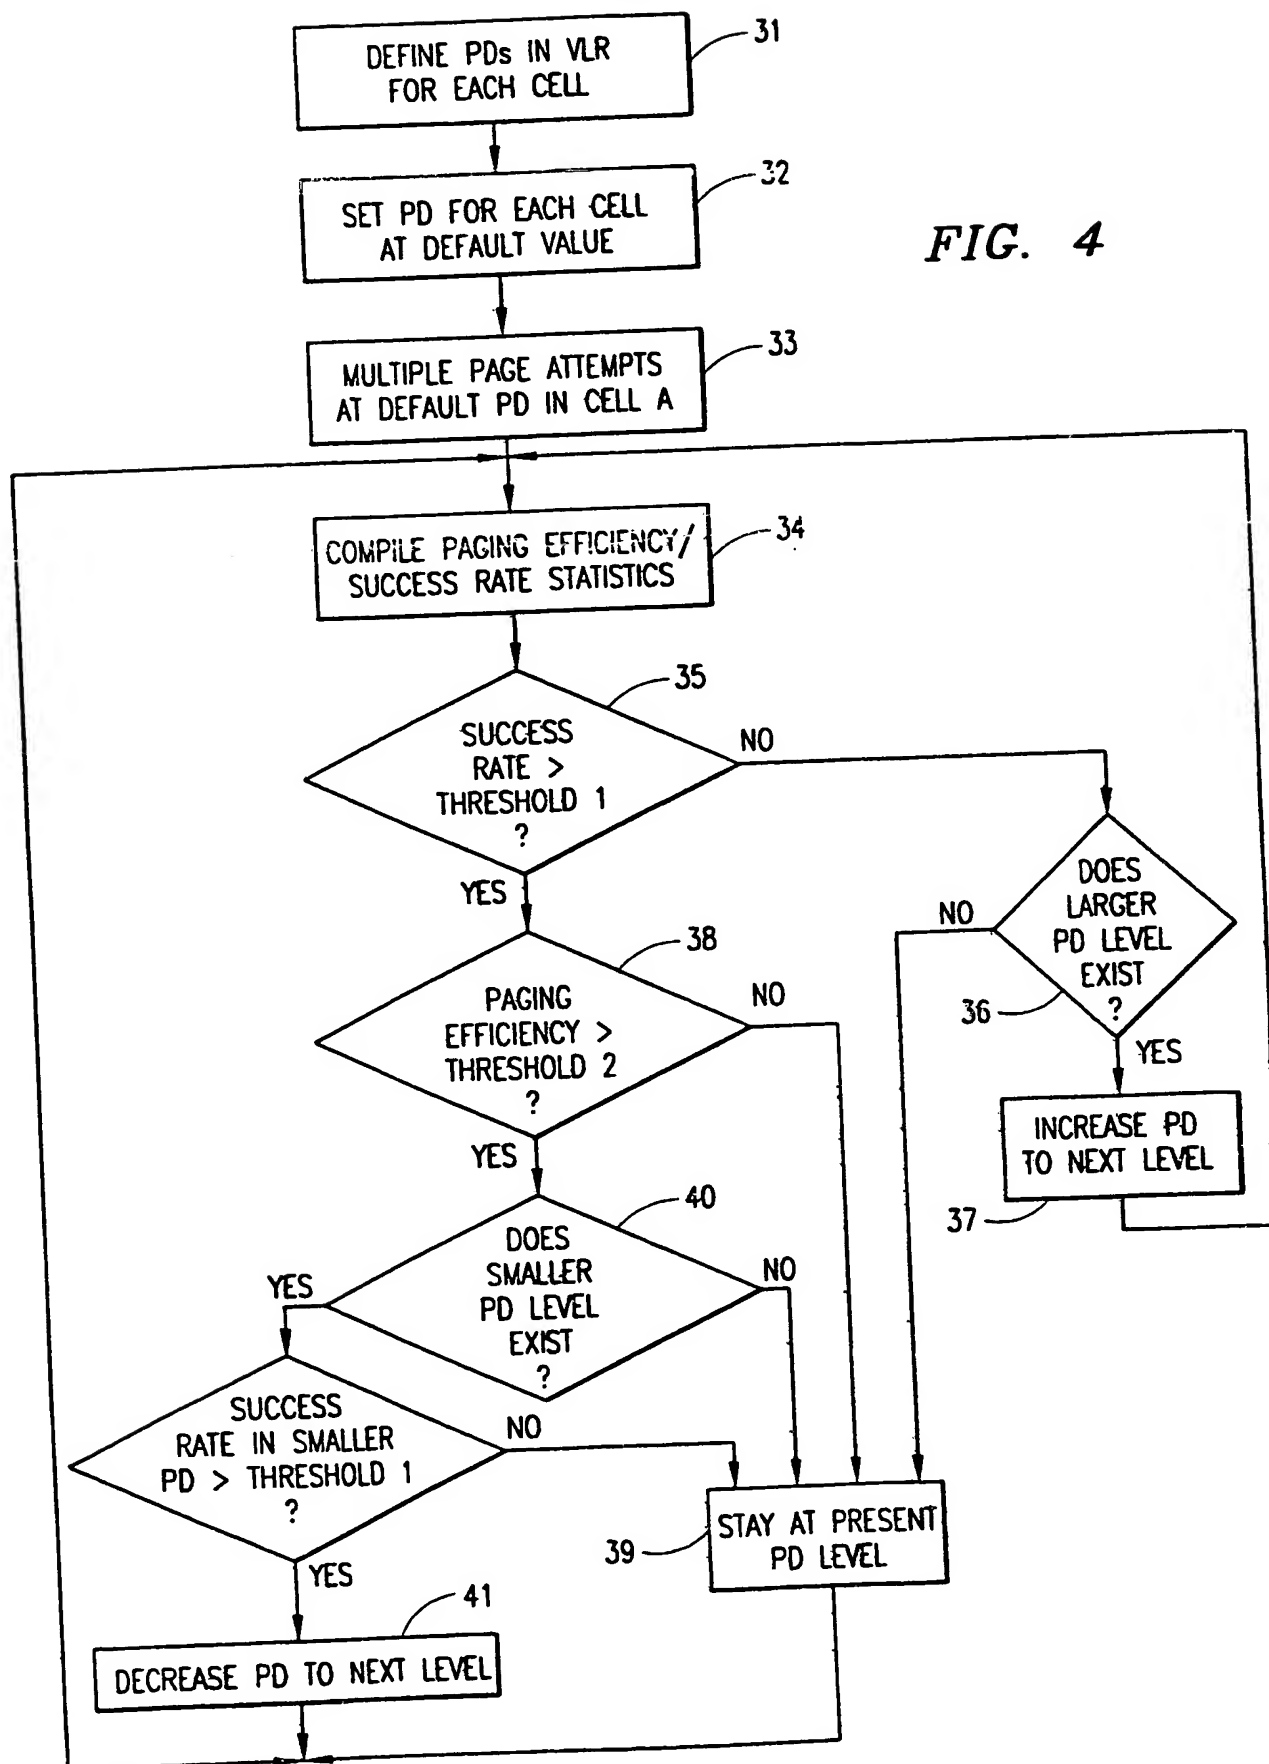 31
DEFINE PDs IN VLR
FOR EACH CELL
32
SET PD FOR EACH CELL
AT DEFAULT VALUE
FIG. 4
33
MULTIPLE PAGE ATTEMPTS
AT DEFAULT PD IN CELL A
34
COMPILE PAGING EFFICIENCY/
SUCCESS RATE STATISTICS
35
SUCCESS
RATE >
THRESHOLD 1
?
NO
YES
DOES
LARGER
PD LEVEL
EXIST
?
NO
36
YES
INCREASE PD
TO NEXT LEVEL
37
38
PAGING
EFFICIENCY >
THRESHOLD 2
?
NO
YES
40
DOES
SMALLER
PD LEVEL
EXIST
?
YES
NO
SUCCESS
RATE IN SMALLER
PD > THRESHOLD 1
?
NO
YES
39
STAY AT PRESENT
PD LEVEL
41
DECREASE PD TO NEXT LEVEL